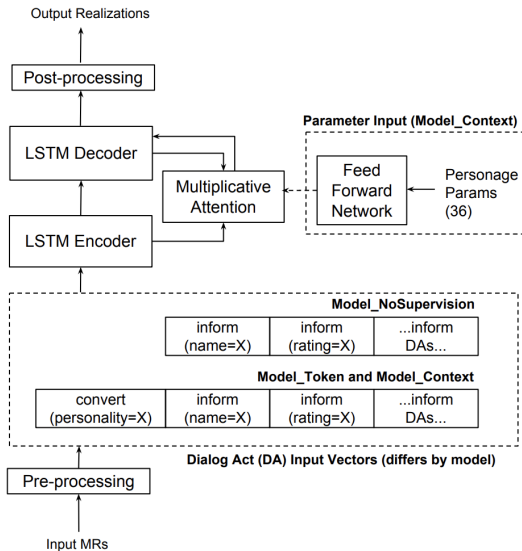 Output Realizations
Post-processing
Parameter Input (Model_Context)
LSTM Decoder
Multiplicative
Attention
Feed
Forward
Network
Personage
Params
(36)
LSTM Encoder
Model_NoSupervision
inform
(name=X)
inform
(rating=X)
...inform
DAs...
Model_Token and Model_Context
convert
(personality=X)
inform
(name=X)
inform
(rating=X)
...inform
DAs...
Dialog Act (DA) Input Vectors (differs by model)
Pre-processing
Input MRs